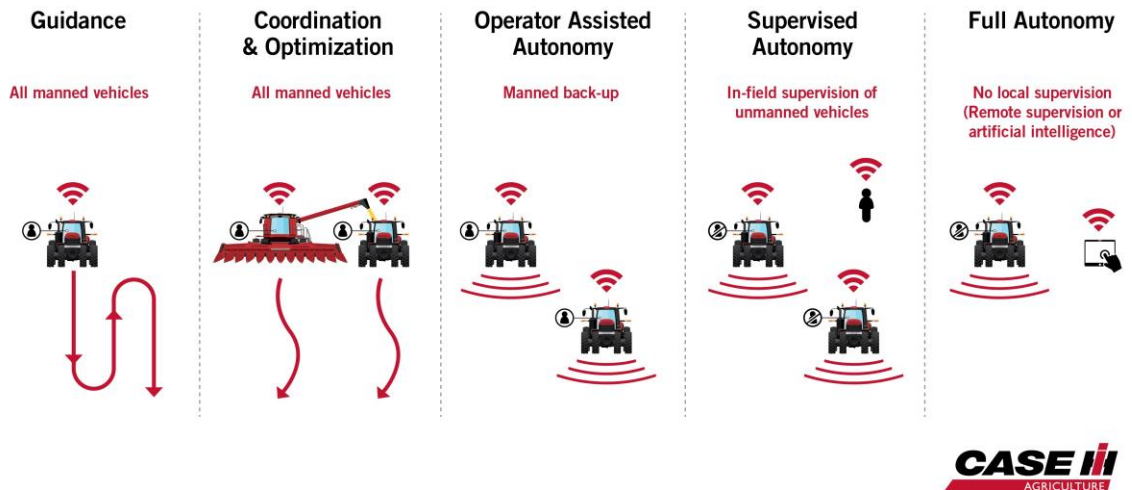 Guidance
All manned vehicles
Coordination
& Optimization
All manned vehicles
Operator Assisted
Autonomy
Manned back-up
Supervised
Autonomy
In-field supervision of
unmanned vehicles
Full Autonomy
No local supervision
(Remote supervision or
artificial intelligence)
CASE IH
AGRICULTURE